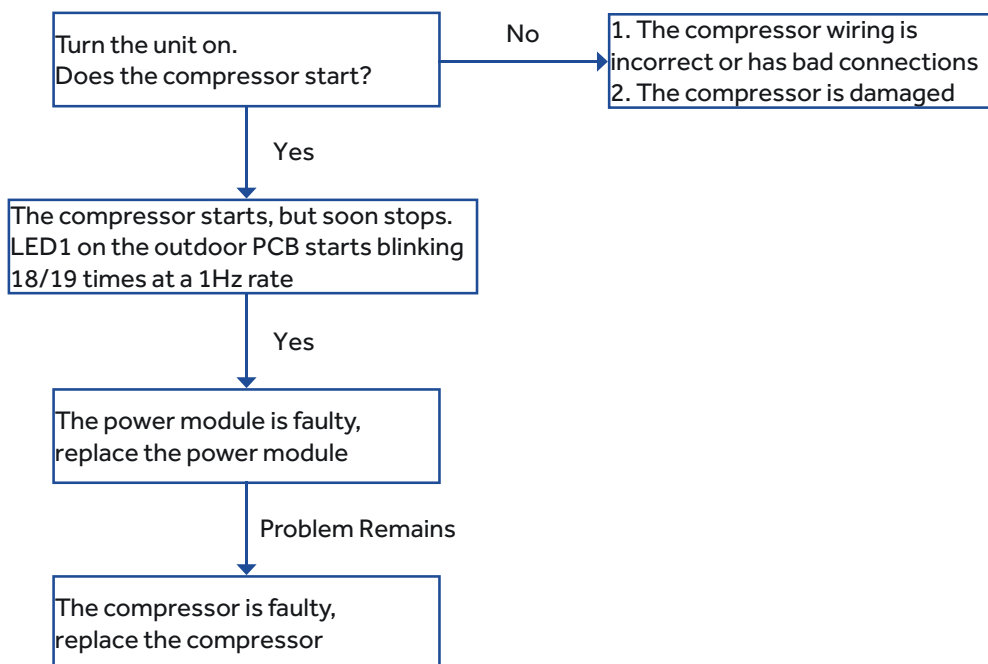 Turn the unit on.
Does the compressor start?
No
1. The compressor wiring is
incorrect or has bad connections
2. The compressor is damaged
Yes
The compressor starts, but soon stops.
LED1 on the outdoor PCB starts blinking
18/19 times at a 1Hz rate
Yes
The power module is faulty,
replace the power module
Problem Remains
The compressor is faulty,
replace the compressor